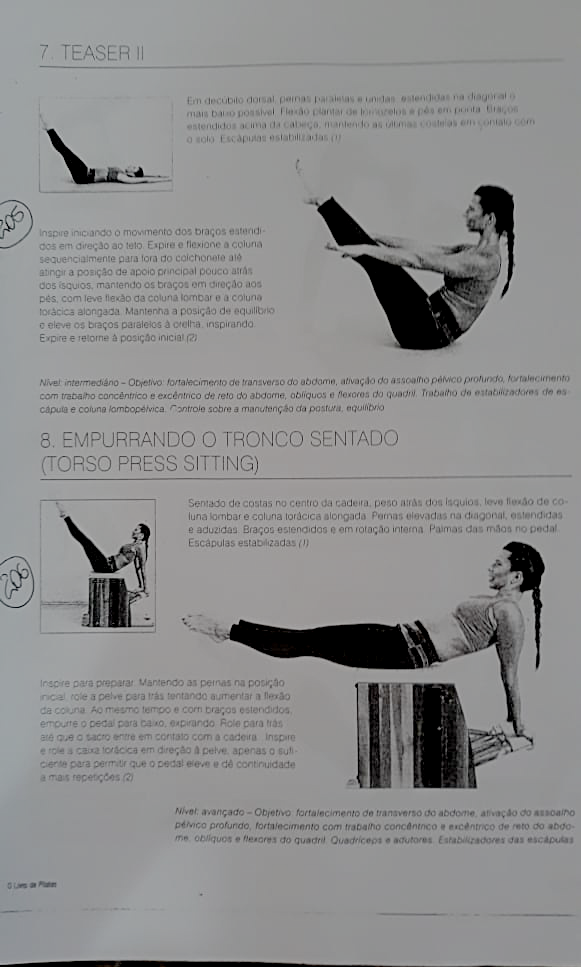 7. TEASER II
Em decúbito dorsal, pernas paralelas e unidas, estendidas na diagonal o
mais baixo possível. Flexão plantar de tornozelos e pés em ponta. Braços
estendidos acima da cabeça, mantendo as últimas costelas em contato com
o solo. Escápulas estabilizadas.(1)
205
Inspire iniciando o movimento dos braços estendi-
dos em direção ao teto. Expire e flexione a coluna
sequencialmente para fora do colchonete até
atingir a posição de apoio principal pouco atrás
dos ísquios, mantendo os braços em direção aos
pés, com leve flexão da coluna lombar e a coluna
torácica alongada. Mantenha a posição de equilíbrio
e eleve os braços paralelos à orelha, inspirando.
Expire e retorne à posição inicial.(2)
Nível: intermediário – Objetivo: fortalecimento de transverso do abdome, ativação do assoalho pélvico profundo, fortalecimento
com trabalho concêntrico e excêntrico de reto do abdome, oblíquos e flexores do quadril. Trabalho de estabilizadores de es-
cápula e coluna lombopélvica. Controle sobre a manutenção da postura, equilíbrio
8. EMPURRANDO O TRONCO SENTADO
(TORSO PRESS SITTING)
Sentado de costas no centro da cadeira, peso atrás dos ísquios, leve flexão de co-
luna lombar e coluna torácica alongada. Pernas elevadas na diagonal, estendidas
e aduzidas. Braços estendidos e em rotação interna. Palmas das mãos no pedal.
Escápulas estabilizadas.(1)
206
Inspire para preparar. Mantendo as pernas na posição
inicial, role a pelve para trás tentando aumentar a flexão
da coluna. Ao mesmo tempo e com braços estendidos,
empurre o pedal para baixo, expirando. Role para trás
até que o sacro entre em contato com a cadeira. Inspire
e role a caixa torácica em direção à pelve, apenas o sufi-
ciente para permitir que o pedal eleve e dê continuidade
a mais repetições.(2)
Nível: avançado – Objetivo: fortalecimento de transverso do abdome, ativação do assoalho
pélvico profundo, fortalecimento com trabalho concêntrico e excêntrico de reto do abdo-
me, oblíquos e flexores do quadril. Quadríceps e adutores. Estabilizadores das escápulas
O Livro de Pilates